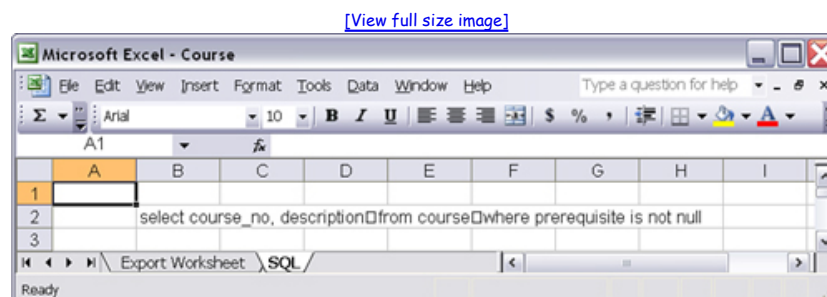 [View full size image]
Microsoft Excel - Course
File Edit View Insert Format Tools Data Window Help Type a question for help
Σ Arial 10 B I U $ % , A
A1 fx
A B C D E F G H I
1
2 select course_no, description□from course□where prerequisite is not null
3
Export Worksheet SQL
Ready